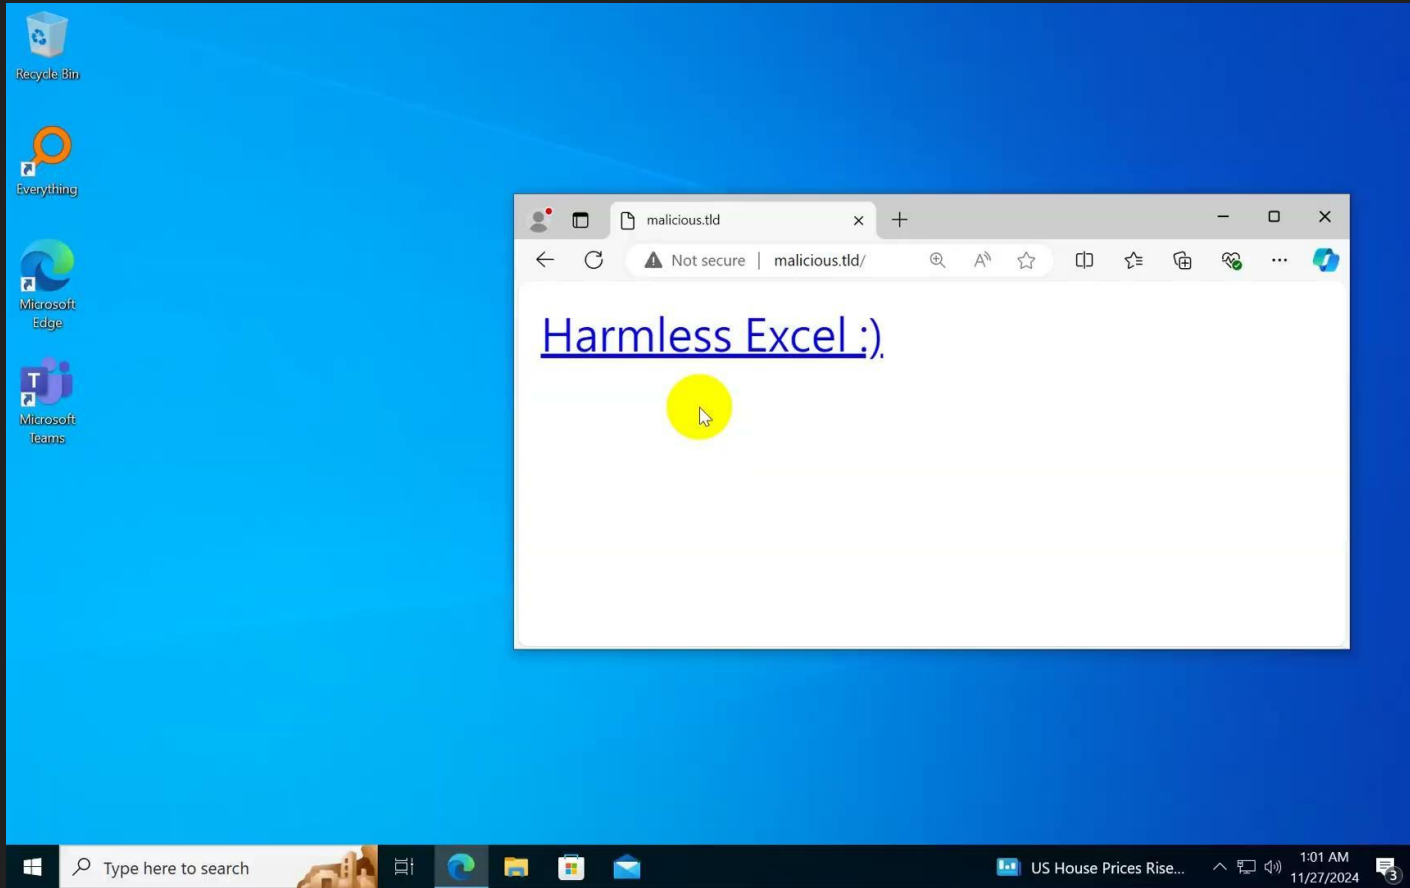 Recycle Bin
Everything
Microsoft
Edge
T
Microsoft
Teams
malicious.tld
Not secure | malicious.tld/
A
Harmless Excel :)
Type here to search
US House Prices Rise...
1:01 AM
11/27/2024
3